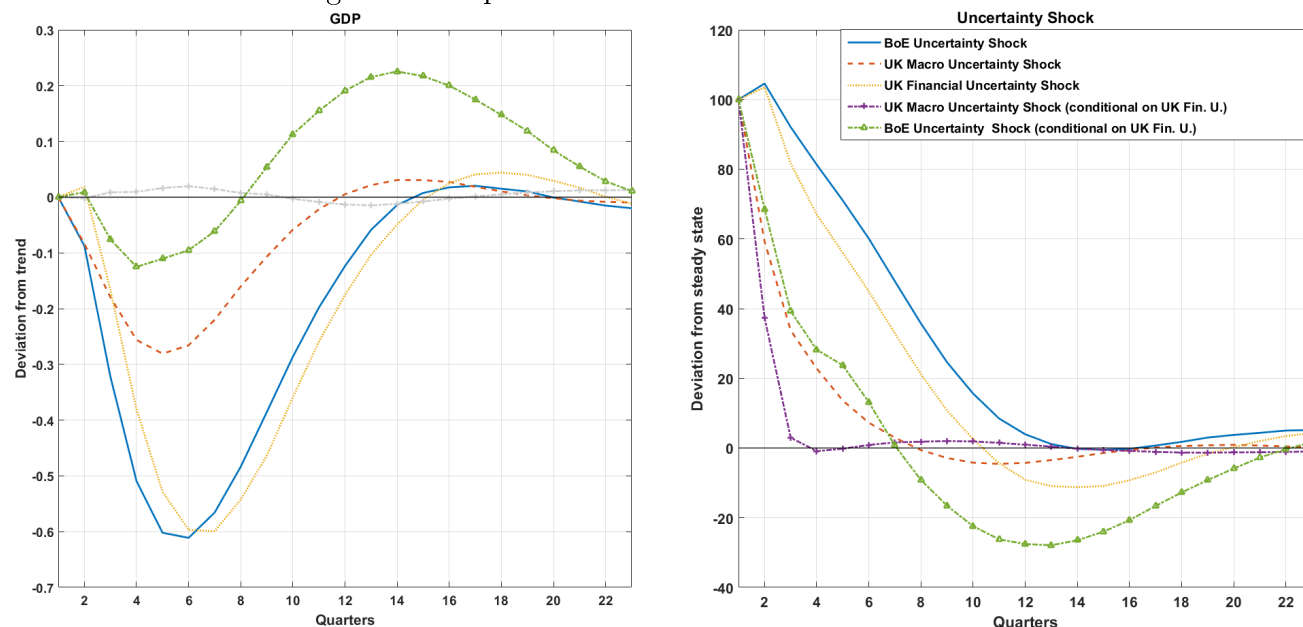 GDP
0.3
0.2
0.1
0
-0.1
-0.2
-0.3
-0.4
-0.5
-0.6
-0.7
Deviation from trend
2 4 6 8 10 12 14 16 18 20 22
Quarters
Uncertainty Shock
120
100
80
60
40
20
0
-20
-40
Deviation from steady state
BoE Uncertainty Shock
UK Macro Uncertainty Shock
UK Financial Uncertainty Shock
UK Macro Uncertainty Shock (conditional on UK Fin. U.)
BoE Uncertainty Shock (conditional on UK Fin. U.)
2 4 6 8 10 12 14 16 18 20 22
Quarters